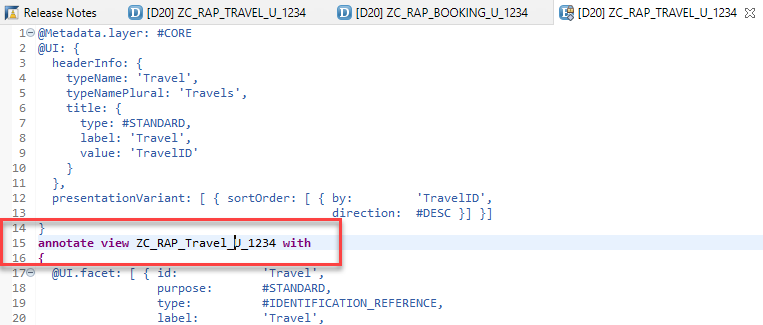 Release Notes [D20] ZC_RAP_TRAVEL_U_1234 [D20] ZC_RAP_BOOKING_U_1234 [D20] ZC_RAP_TRAVEL_U_1234
1 @Metadata.layer: #CORE
2 @UI: {
3 headerInfo: {
4 typeName: 'Travel',
5 typeNamePlural: 'Travels',
6 title: {
7 type: #STANDARD,
8 label: 'Travel',
9 value: 'TravelID'
10 }
11 },
12 presentationVariant: [ { sortOrder: [ { by: 'TravelID',
13 direction: #DESC }] }]
14 }
15 annotate view ZC_RAP_Travel_U_1234 with
16 {
17 @UI.facet: [ { id: 'Travel',
18 purpose: #STANDARD,
19 type: #IDENTIFICATION_REFERENCE,
20 label: 'Travel',